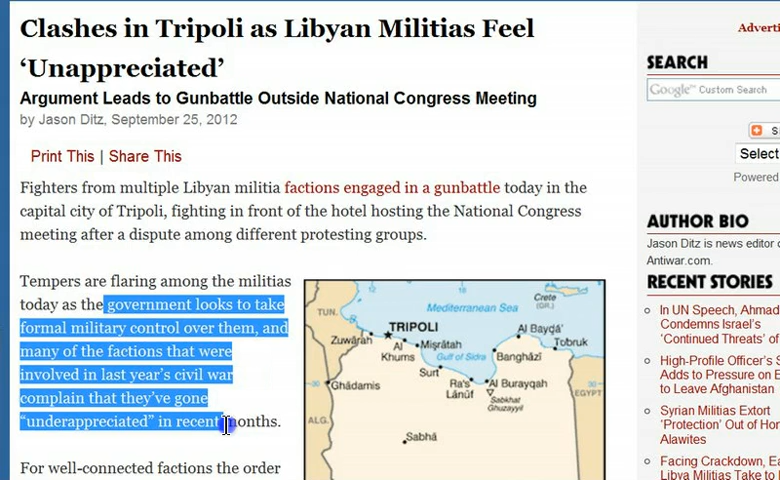 Clashes in Tripoli as Libyan Militias Feel
‘Unappreciated’
Argument Leads to Gunbattle Outside National Congress Meeting
by Jason Ditz, September 25, 2012
Print This | Share This
Fighters from multiple Libyan militia factions engaged in a gunbattle today in the
capital city of Tripoli, fighting in front of the hotel hosting the National Congress
meeting after a dispute among different protesting groups.
Tempers are flaring among the militias
today as the government looks to take
formal military control over them, and
many of the factions that were
involved in last year’s civil war
complain that they’ve gone
“underappreciated” in recent months.
For well-connected factions the order
TUN.
Mediterranean Sea
Crete
(GR.)
TRIPOLI
Zuwārah
Al
Khums
Mişrātah
Gulf of Sidra
Al Bayḑā'
Tobruk
Banghāzī
Surt
Ra's
Lānūf
Al Burayqah
Sabkhat
Ghuzayyil
Ghadāmis
EGYPT
ALG.
Sabhā
Adverti
SEARCH
Google™ Custom Search
S
Select
Powered
AUTHOR BIO
Jason Ditz is news editor o
Antiwar.com.
RECENT STORIES
In UN Speech, Ahmad
Condemns Israel’s
‘Continued Threats’ of
High-Profile Officer’s S
Adds to Pressure on E
to Leave Afghanistan
Syrian Militias Extort
‘Protection’ Out of Hor
Alawites
Facing Crackdown, Ea
Libya Militias Take to